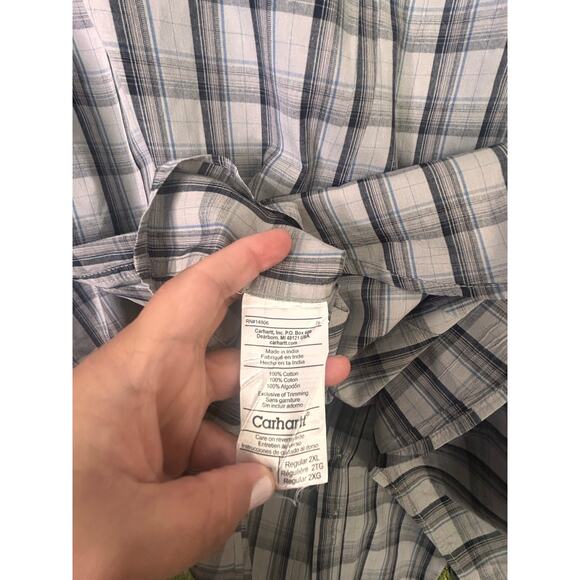 RN#14806
Carhartt, Inc. P.O. Box
Dearborn, MI 48121 USA
carhartt.com
Made in India
Fabriqué en Inde
Hecho en la India
100% Cotton
100% Coton
100% Algodón
Exclusive of Trimming
Sans garniture
Sin incluir adorno
Carhartt
Care on reverse side
Entretien au verso
Instrucciones de cuidado al dorso
Regular 2XL
Régulière 2TG
Regular 2XG